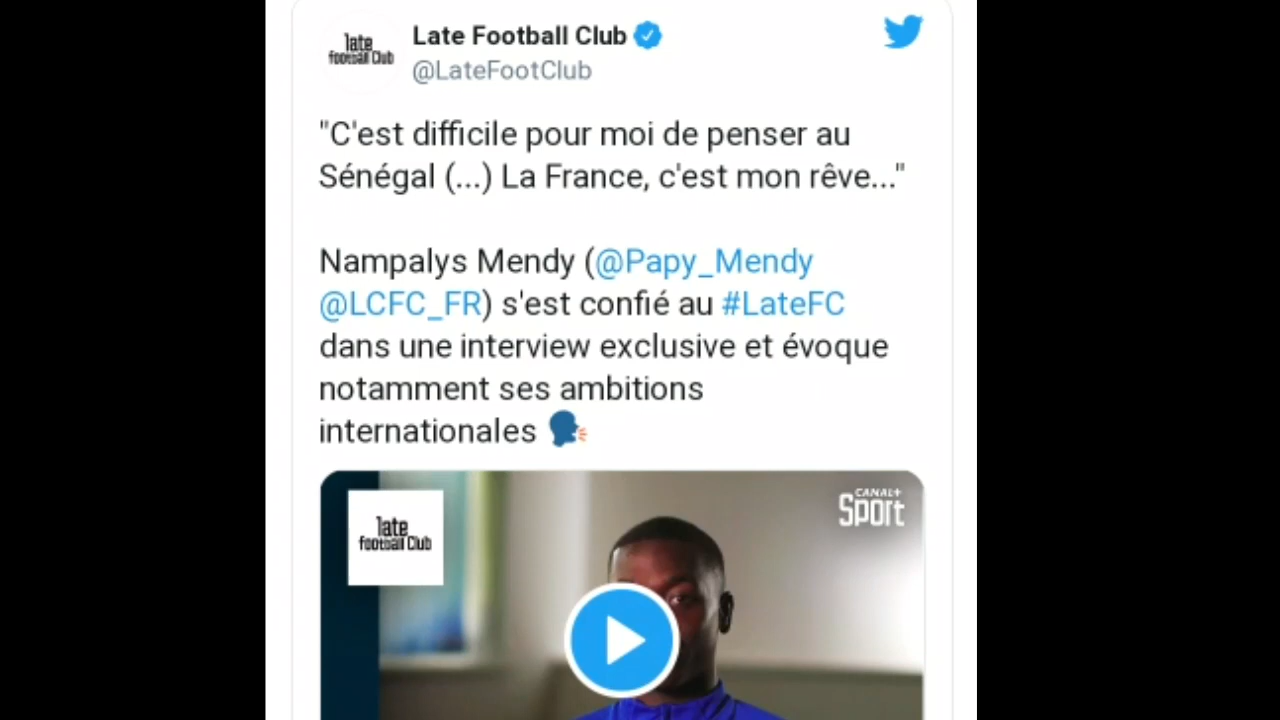 late
football Club
Late Football Club
@LateFootClub
"C'est difficile pour moi de penser au
Sénégal (...) La France, c'est mon rêve..."
Nampalys Mendy (@Papy_Mendy
@LCFC_FR) s'est confié au #LateFC
dans une interview exclusive et évoque
notamment ses ambitions
internationales
late
football Club
CANAL+
Sport